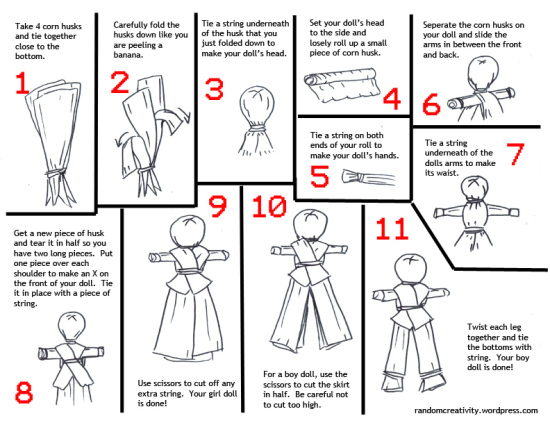 Take 4 corn husks
and tie together
close to the
bottom.
1
Carefully fold the
husks down like you
are peeling a
banana.
2
Tie a string underneath
of the husk that you
just folded down to
make your doll's head.
3
Set your doll's head
to the side and
losely roll up a small
piece of corn husk.
4
Tie a string on both
ends of your roll to
make your doll's hands.
5
Seperate the corn husks on
your doll and slide the
arms in between the front
and back.
6
Tie a string
underneath of the
dolls arms to make
its waist.
7
Get a new piece of husk
and tear it in half so you
have two long pieces. Put
one piece over each
shoulder to make an X on
the front of your doll. Tie
it in place with a piece of
string.
8
9
Use scissors to cut off any
extra string. Your girl doll
is done!
10
For a boy doll, use the
scissors to cut the skirt
in half. Be careful not
to cut too high.
11
Twist each leg
together and tie
the bottoms with
string. Your boy
doll is done!
randomcreativity.wordpress.com